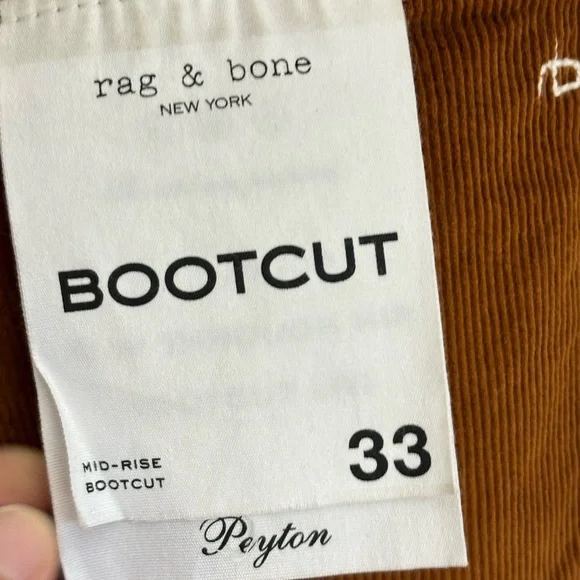 rag & bone
NEW YORK
BOOTCUT
MID-RISE
BOOTCUT
33
Peyton